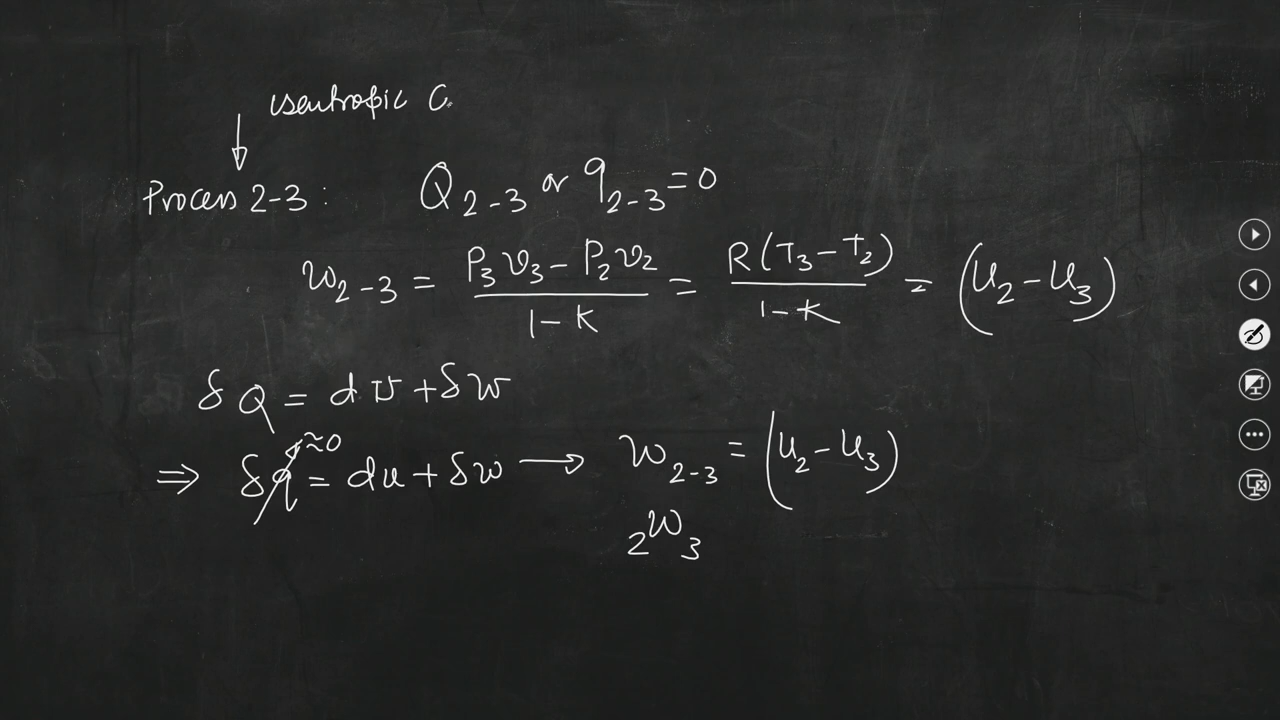 isentropic C.
↓
Process 2-3 : Q₂₋₃ or q₂₋₃ = 0
w₂₋₃ = (P₃v₃ - P₂v₂)/(1-K) = R(T₃-T₂)/(1-K) = (u₂-u₃)
δQ = dU + δW
⇒ δq ≈0 = du + δw → w₂₋₃ = (u₂-u₃)
₂w₃